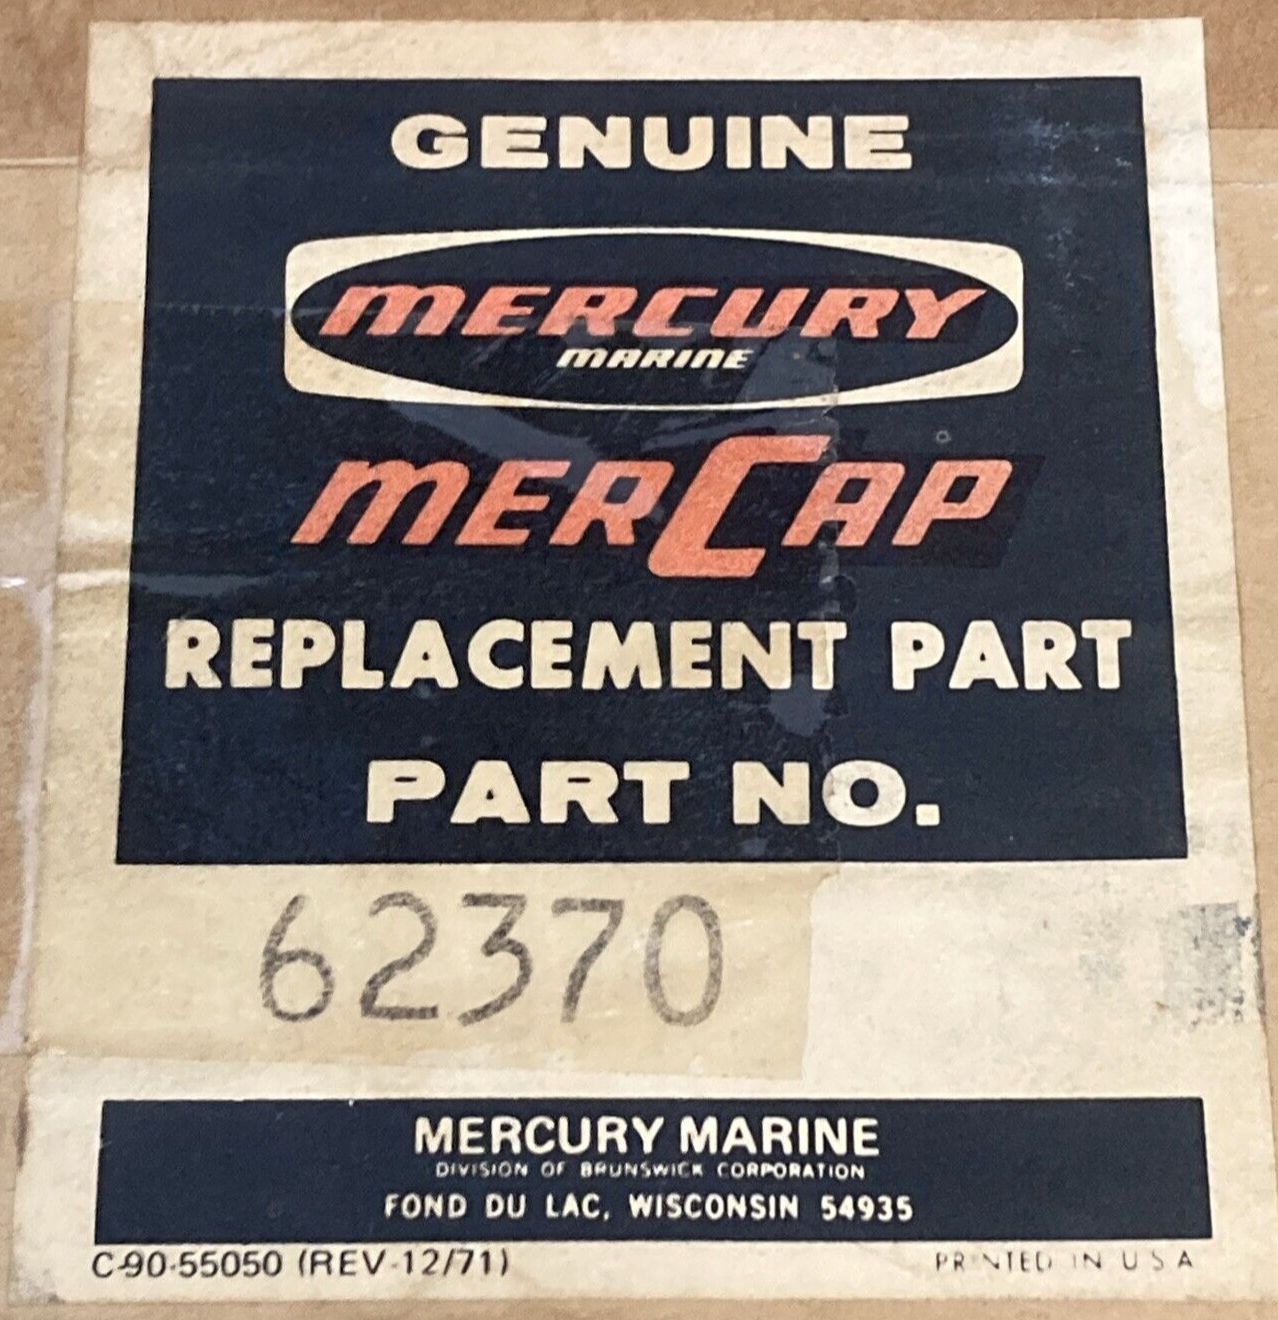 GENUINE
MERCURY
MARINE
MERCAP
REPLACEMENT PART
PART NO.
62370
MERCURY MARINE
DIVISION OF BRUNSWICK CORPORATION
FOND DU LAC, WISCONSIN 54935
C-90-55050 (REV-12/71)
PRINTED IN U S A